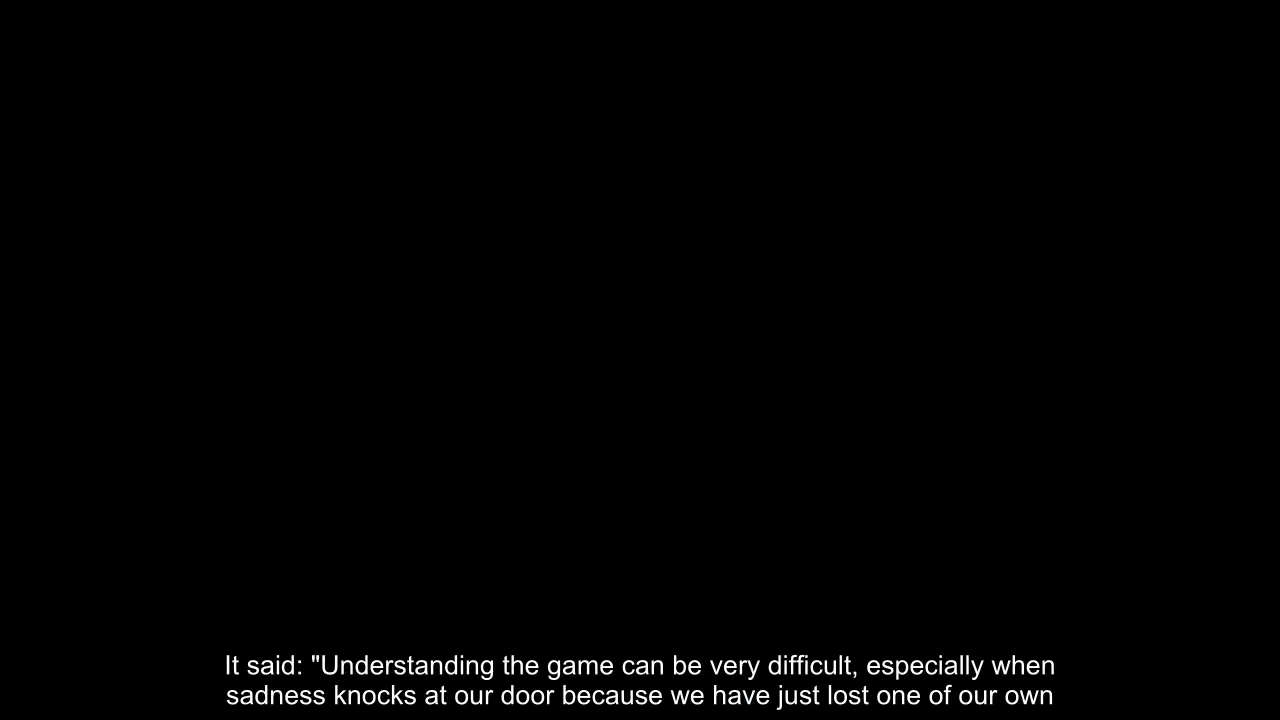 It said: "Understanding the game can be very difficult, especially when
sadness knocks at our door because we have just lost one of our own